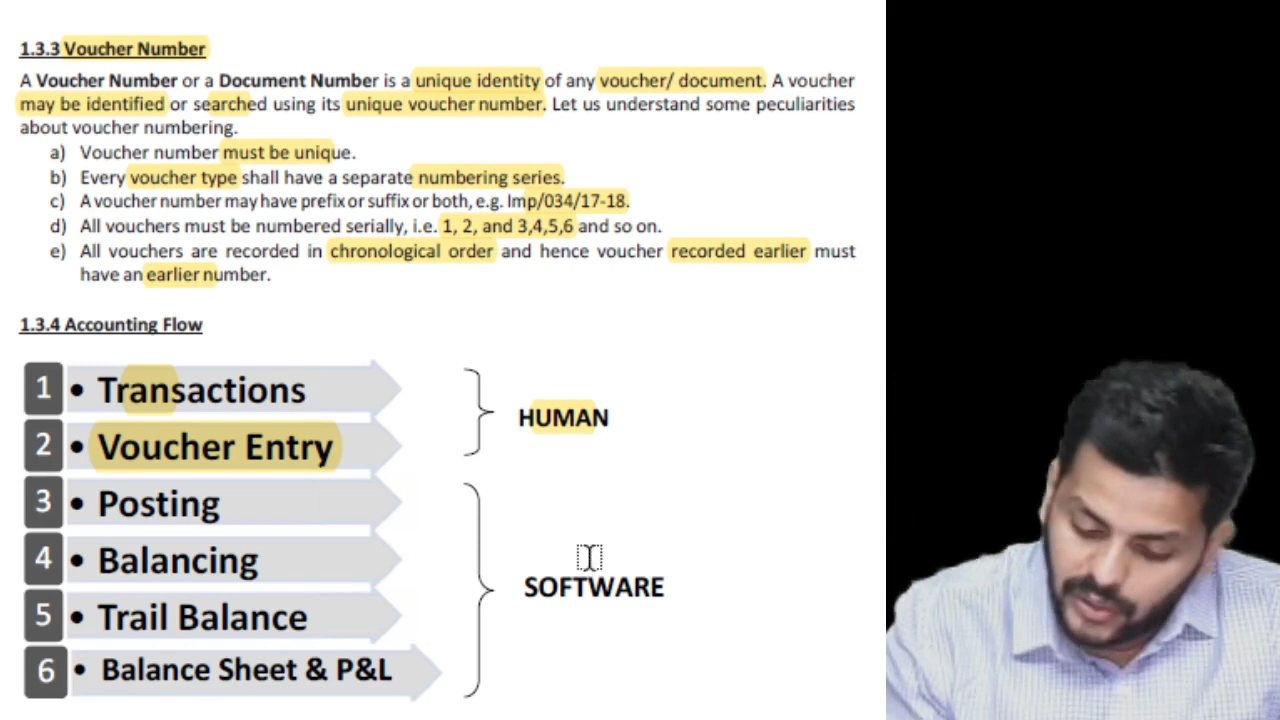 1.3.3 Voucher Number
A Voucher Number or a Document Number is a unique identity of any voucher/ document. A voucher
may be identified or searched using its unique voucher number. Let us understand some peculiarities
about voucher numbering.
a) Voucher number must be unique.
b) Every voucher type shall have a separate numbering series.
c) A voucher number may have prefix or suffix or both, e.g. Imp/034/17-18.
d) All vouchers must be numbered serially, i.e. 1, 2, and 3,4,5,6 and so on.
e) All vouchers are recorded in chronological order and hence voucher recorded earlier must
have an earlier number.
1.3.4 Accounting Flow
1 • Transactions
2 • Voucher Entry
HUMAN
3 • Posting
4 • Balancing
5 • Trail Balance
6 • Balance Sheet & P&L
SOFTWARE